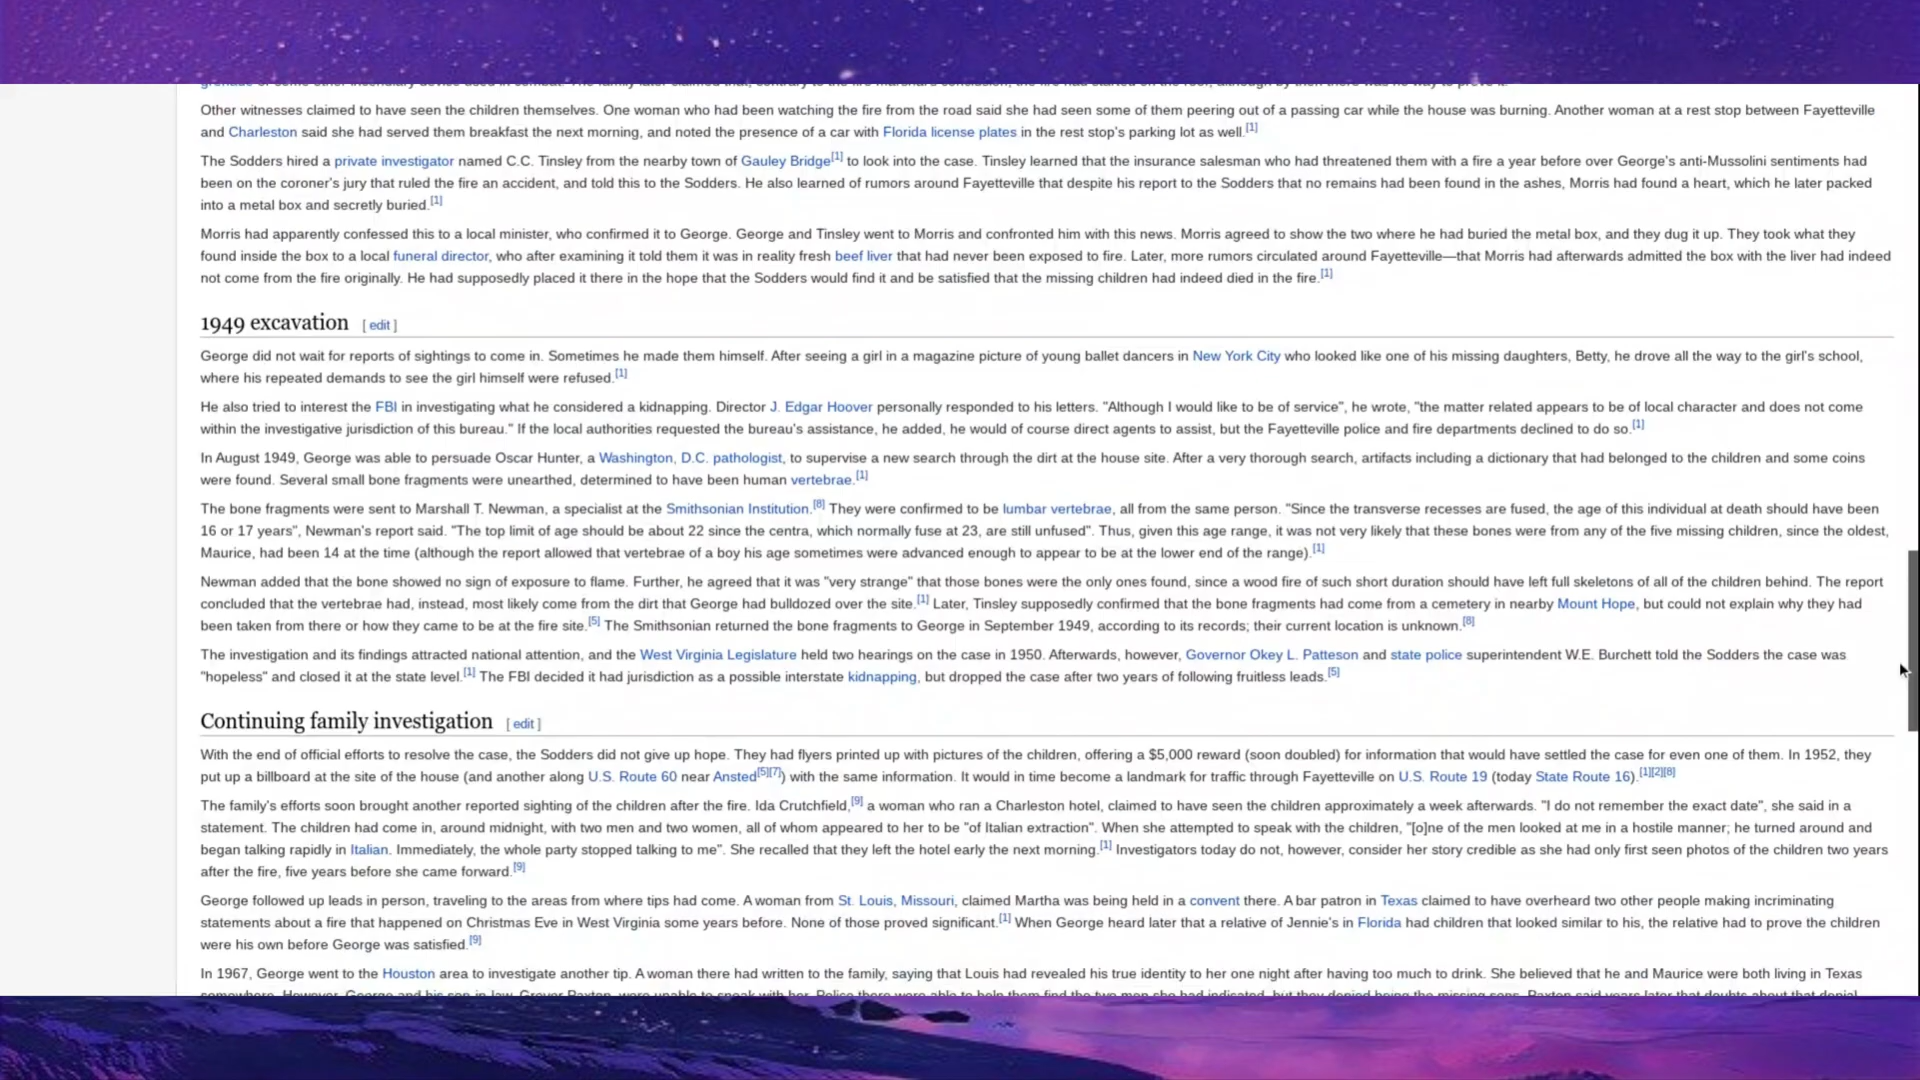 Other witnesses claimed to have seen the children themselves. One woman who had been watching the fire from the road said she had seen some of them peering out of a passing car while the house was burning. Another woman at a rest stop between Fayetteville
and Charleston said she had served them breakfast the next morning, and noted the presence of a car with Florida license plates in the rest stop's parking lot as well.[1]
The Sodders hired a private investigator named C.C. Tinsley from the nearby town of Gauley Bridge[1] to look into the case. Tinsley learned that the insurance salesman who had threatened them with a fire a year before over George's anti-Mussolini sentiments had
been on the coroner's jury that ruled the fire an accident, and told this to the Sodders. He also learned of rumors around Fayetteville that despite his report to the Sodders that no remains had been found in the ashes, Morris had found a heart, which he later packed
into a metal box and secretly buried.[1]
Morris had apparently confessed this to a local minister, who confirmed it to George. George and Tinsley went to Morris and confronted him with this news. Morris agreed to show the two where he had buried the metal box, and they dug it up. They took what they
found inside the box to a local funeral director, who after examining it told them it was in reality fresh beef liver that had never been exposed to fire. Later, more rumors circulated around Fayetteville—that Morris had afterwards admitted the box with the liver had indeed
not come from the fire originally. He had supposedly placed it there in the hope that the Sodders would find it and be satisfied that the missing children had indeed died in the fire.[1]
1949 excavation [ edit ]
George did not wait for reports of sightings to come in. Sometimes he made them himself. After seeing a girl in a magazine picture of young ballet dancers in New York City who looked like one of his missing daughters, Betty, he drove all the way to the girl's school,
where his repeated demands to see the girl himself were refused.[1]
He also tried to interest the FBI in investigating what he considered a kidnapping. Director J. Edgar Hoover personally responded to his letters. "Although I would like to be of service", he wrote, "the matter related appears to be of local character and does not come
within the investigative jurisdiction of this bureau." If the local authorities requested the bureau's assistance, he added, he would of course direct agents to assist, but the Fayetteville police and fire departments declined to do so.[1]
In August 1949, George was able to persuade Oscar Hunter, a Washington, D.C. pathologist, to supervise a new search through the dirt at the house site. After a very thorough search, artifacts including a dictionary that had belonged to the children and some coins
were found. Several small bone fragments were unearthed, determined to have been human vertebrae.[1]
The bone fragments were sent to Marshall T. Newman, a specialist at the Smithsonian Institution.[8] They were confirmed to be lumbar vertebrae, all from the same person. "Since the transverse recesses are fused, the age of this individual at death should have been
16 or 17 years", Newman's report said. "The top limit of age should be about 22 since the centra, which normally fuse at 23, are still unfused". Thus, given this age range, it was not very likely that these bones were from any of the five missing children, since the oldest,
Maurice, had been 14 at the time (although the report allowed that vertebrae of a boy his age sometimes were advanced enough to appear to be at the lower end of the range).[1]
Newman added that the bone showed no sign of exposure to flame. Further, he agreed that it was "very strange" that those bones were the only ones found, since a wood fire of such short duration should have left full skeletons of all of the children behind. The report
concluded that the vertebrae had, instead, most likely come from the dirt that George had bulldozed over the site.[1] Later, Tinsley supposedly confirmed that the bone fragments had come from a cemetery in nearby Mount Hope, but could not explain why they had
been taken from there or how they came to be at the fire site.[5] The Smithsonian returned the bone fragments to George in September 1949, according to its records; their current location is unknown.[8]
The investigation and its findings attracted national attention, and the West Virginia Legislature held two hearings on the case in 1950. Afterwards, however, Governor Okey L. Patteson and state police superintendent W.E. Burchett told the Sodders the case was
"hopeless" and closed it at the state level.[1] The FBI decided it had jurisdiction as a possible interstate kidnapping, but dropped the case after two years of following fruitless leads.[5]
Continuing family investigation [ edit ]
With the end of official efforts to resolve the case, the Sodders did not give up hope. They had flyers printed up with pictures of the children, offering a $5,000 reward (soon doubled) for information that would have settled the case for even one of them. In 1952, they
put up a billboard at the site of the house (and another along U.S. Route 60 near Ansted[5][7]) with the same information. It would in time become a landmark for traffic through Fayetteville on U.S. Route 19 (today State Route 16).[1][2][8]
The family's efforts soon brought another reported sighting of the children after the fire. Ida Crutchfield,[9] a woman who ran a Charleston hotel, claimed to have seen the children approximately a week afterwards. "I do not remember the exact date", she said in a
statement. The children had come in, around midnight, with two men and two women, all of whom appeared to her to be "of Italian extraction". When she attempted to speak with the children, "[o]ne of the men looked at me in a hostile manner; he turned around and
began talking rapidly in Italian. Immediately, the whole party stopped talking to me". She recalled that they left the hotel early the next morning.[1] Investigators today do not, however, consider her story credible as she had only first seen photos of the children two years
after the fire, five years before she came forward.[9]
George followed up leads in person, traveling to the areas from where tips had come. A woman from St. Louis, Missouri, claimed Martha was being held in a convent there. A bar patron in Texas claimed to have overheard two other people making incriminating
statements about a fire that happened on Christmas Eve in West Virginia some years before. None of those proved significant.[1] When George heard later that a relative of Jennie's in Florida had children that looked similar to his, the relative had to prove the children
were his own before George was satisfied.[9]
In 1967, George went to the Houston area to investigate another tip. A woman there had written to the family, saying that Louis had revealed his true identity to her one night after having too much to drink. She believed that he and Maurice were both living in Texas